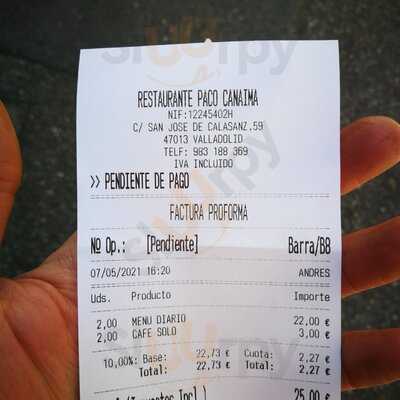 RESTAURANTE PACO CANAIMA
NIF:12245402H
C/ SAN JOSE DE CALASANZ,59
47013 VALLADOLID
TELF: 983 188 369
IVA INCLUIDO
>> PENDIENTE DE PAGO
FACTURA PROFORMA
Nº Op.: [Pendiente] Barra/B8
07/05/2021 16:20 ANDRES
Uds. Producto Importe
2,00 MENU DIARIO 22,00 €
2,00 CAFE SOLO 3,00 €
10,00% Base: 22,73 € Cuota: 2,27 €
Total: 22,73 € Total: 2,27 €
Incl.) 25,00 €